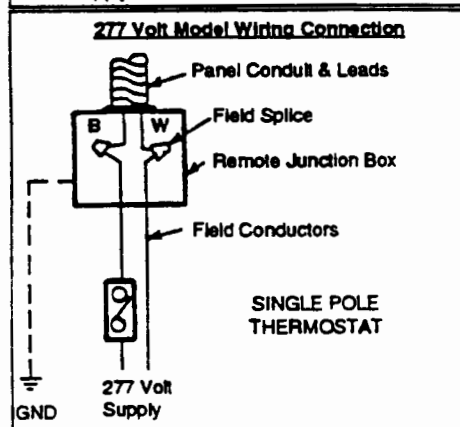 277 Volt Model Wiring Connection
Panel Conduit & Leads
B W
Field Splice
Remote Junction Box
Field Conductors
SINGLE POLE
THERMOSTAT
277 Volt
Supply
GND